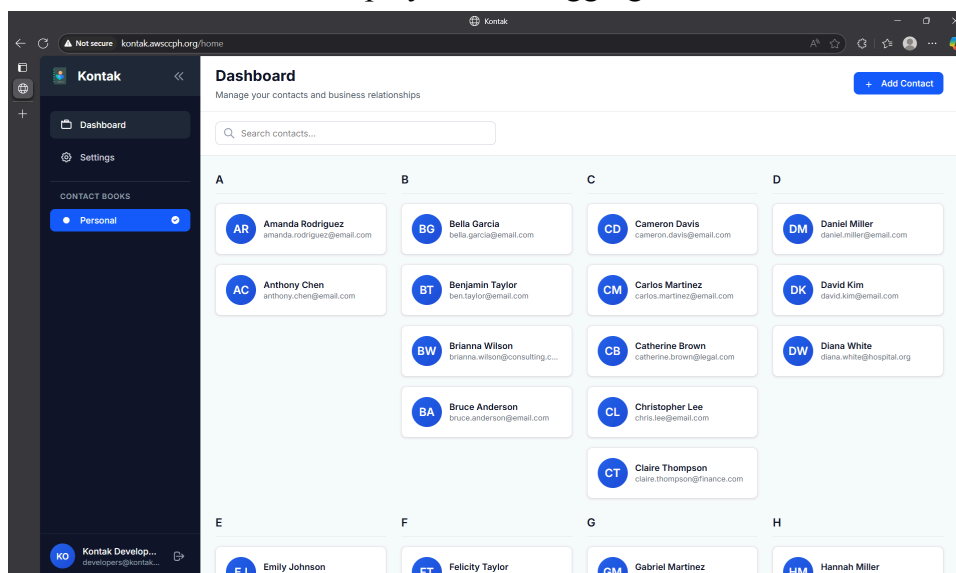 Kontak
Not secure kontak.awsccph.org/home
Kontak
Dashboard
Settings
CONTACT BOOKS
Personal
KO
Kontak Develop...
developers@kontak...
Dashboard
Manage your contacts and business relationships
+ Add Contact
Search contacts...
A
AR
Amanda Rodriguez
amanda.rodriguez@email.com
AC
Anthony Chen
anthony.chen@email.com
B
BG
Bella Garcia
bella.garcia@email.com
BT
Benjamin Taylor
ben.taylor@email.com
BW
Brianna Wilson
brianna.wilson@consulting.c...
BA
Bruce Anderson
bruce.anderson@email.com
C
CD
Cameron Davis
cameron.davis@email.com
CM
Carlos Martinez
carlos.martinez@email.com
CB
Catherine Brown
catherine.brown@legal.com
CL
Christopher Lee
chris.lee@email.com
CT
Claire Thompson
claire.thompson@finance.com
D
DM
Daniel Miller
daniel.miller@email.com
DK
David Kim
david.kim@email.com
DW
Diana White
diana.white@hospital.org
E
EJ
Emily Johnson
F
FT
Felicity Taylor
G
GM
Gabriel Martinez
H
HM
Hannah Miller